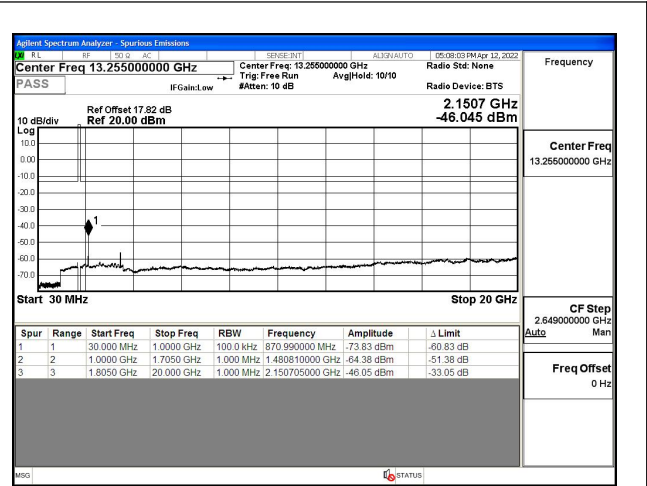 Agilent Spectrum Analyzer - Spurious Emissions
RL RF 50 Ω AC SENSE:INT ALIGNAUTO 05:08:03 PM Apr 12, 2022
Center Freq 13.255000000 GHz
Center Freq: 13.255000000 GHz
Radio Std: None
Trig: Free Run Avg|Hold: 10/10
PASS
IFGain:Low
#Atten: 10 dB
Radio Device: BTS
Ref Offset 17.82 dB
2.1507 GHz
10 dB/div
Ref 20.00 dBm
-46.045 dBm
Log
10.0
0.00
-10.0
-20.0
-30.0
-40.0
1
-50.0
-60.0
-70.0
Start 30 MHz
Stop 20 GHz
Spur Range Start Freq Stop Freq RBW Frequency Amplitude Δ Limit
1 1 30.000 MHz 1.0000 GHz 100.0 kHz 870.990000 MHz -73.83 dBm -60.83 dB
2 2 1.0000 GHz 1.7050 GHz 1.000 MHz 1.480810000 GHz -64.38 dBm -51.38 dB
3 3 1.8050 GHz 20.000 GHz 1.000 MHz 2.150705000 GHz -46.05 dBm -33.05 dB
MSG
STATUS
Frequency
Center Freq
13.255000000 GHz
CF Step
2.649000000 GHz
Auto Man
Freq Offset
0 Hz